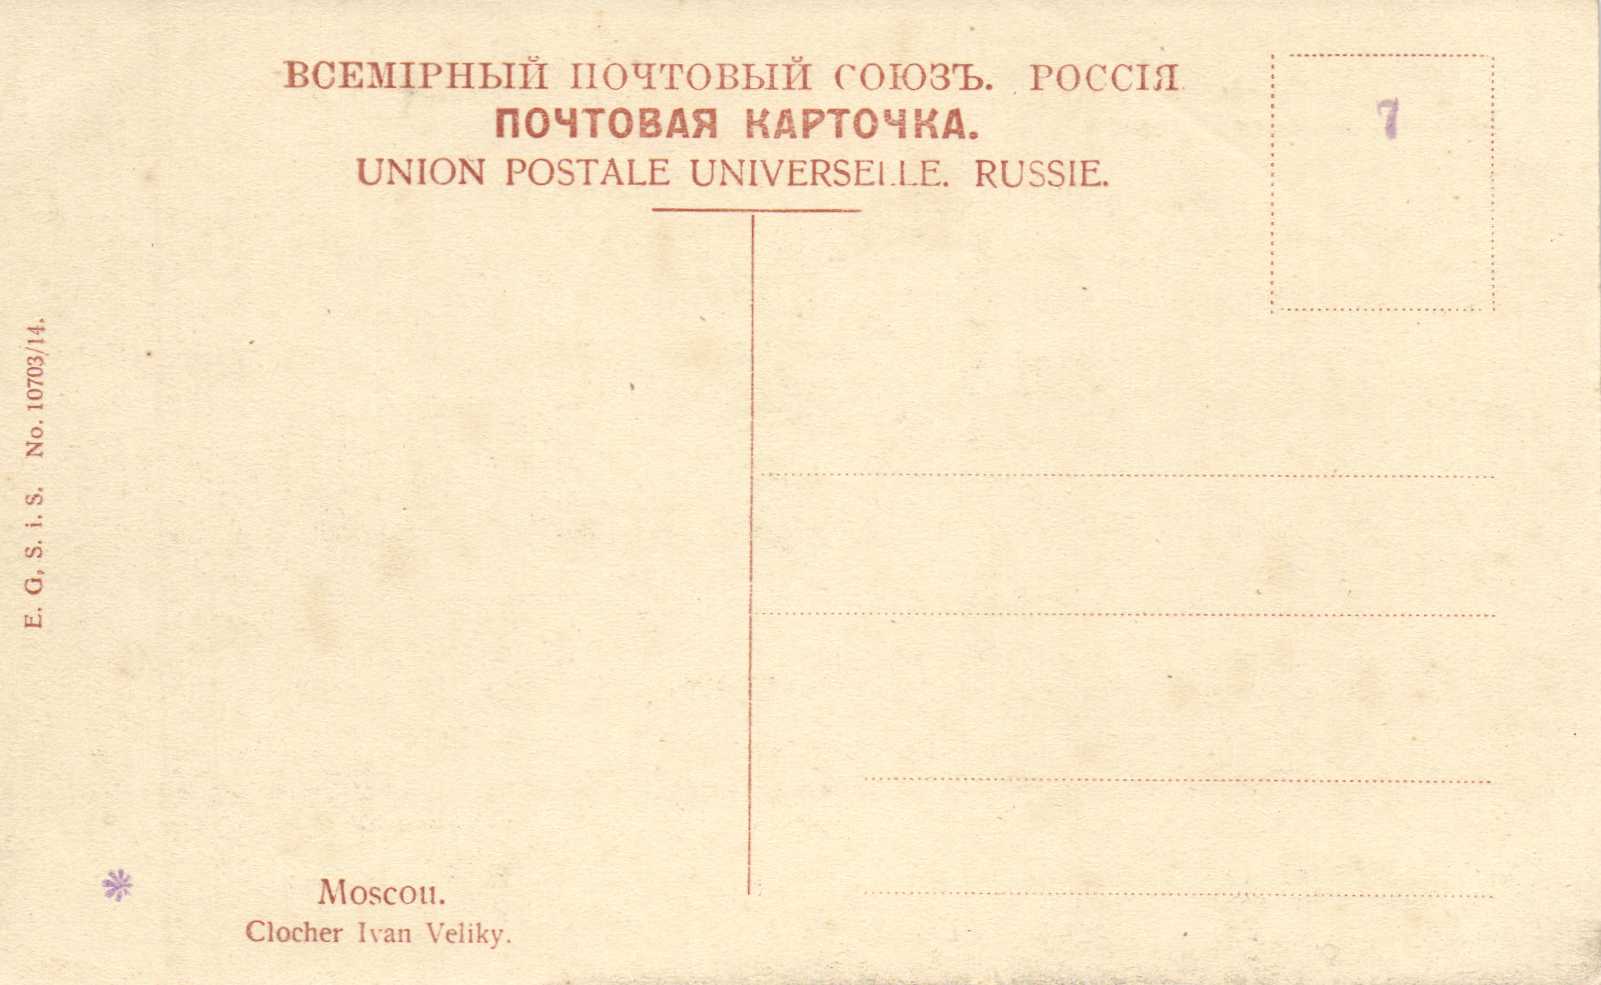 ВСЕМІРНЫЙ ПОЧТОВЫЙ СОЮЗЪ. РОССІЯ
ПОЧТОВАЯ КАРТОЧКА.
UNION POSTALE UNIVERSELLE. RUSSIE.
7
E. G, S. i. S. No. 10703/14.
Moscou.
Clocher Ivan Veliky.